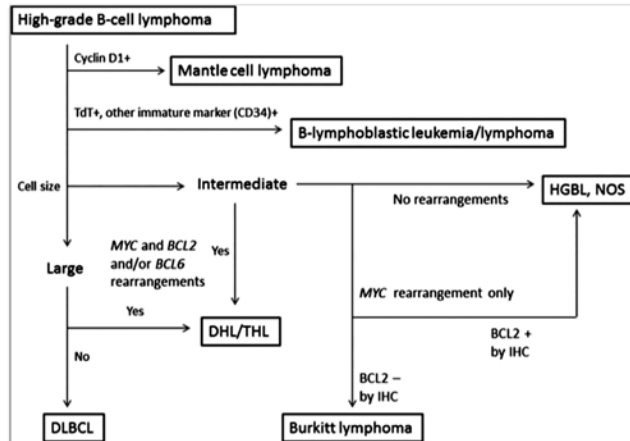 High-grade B-cell lymphoma
Cyclin D1+
Mantle cell lymphoma
TdT+, other immature marker (CD34)+
B-lymphoblastic leukemia/lymphoma
Cell size
Intermediate
HGBL, NOS
No rearrangements
MYC and BCL2
and/or BCL6
rearrangements
Yes
Large
MYC rearrangement only
Yes
DHL/THL
BCL2 +
by IHC
No
BCL2 –
by IHC
DLBCL
Burkitt lymphoma